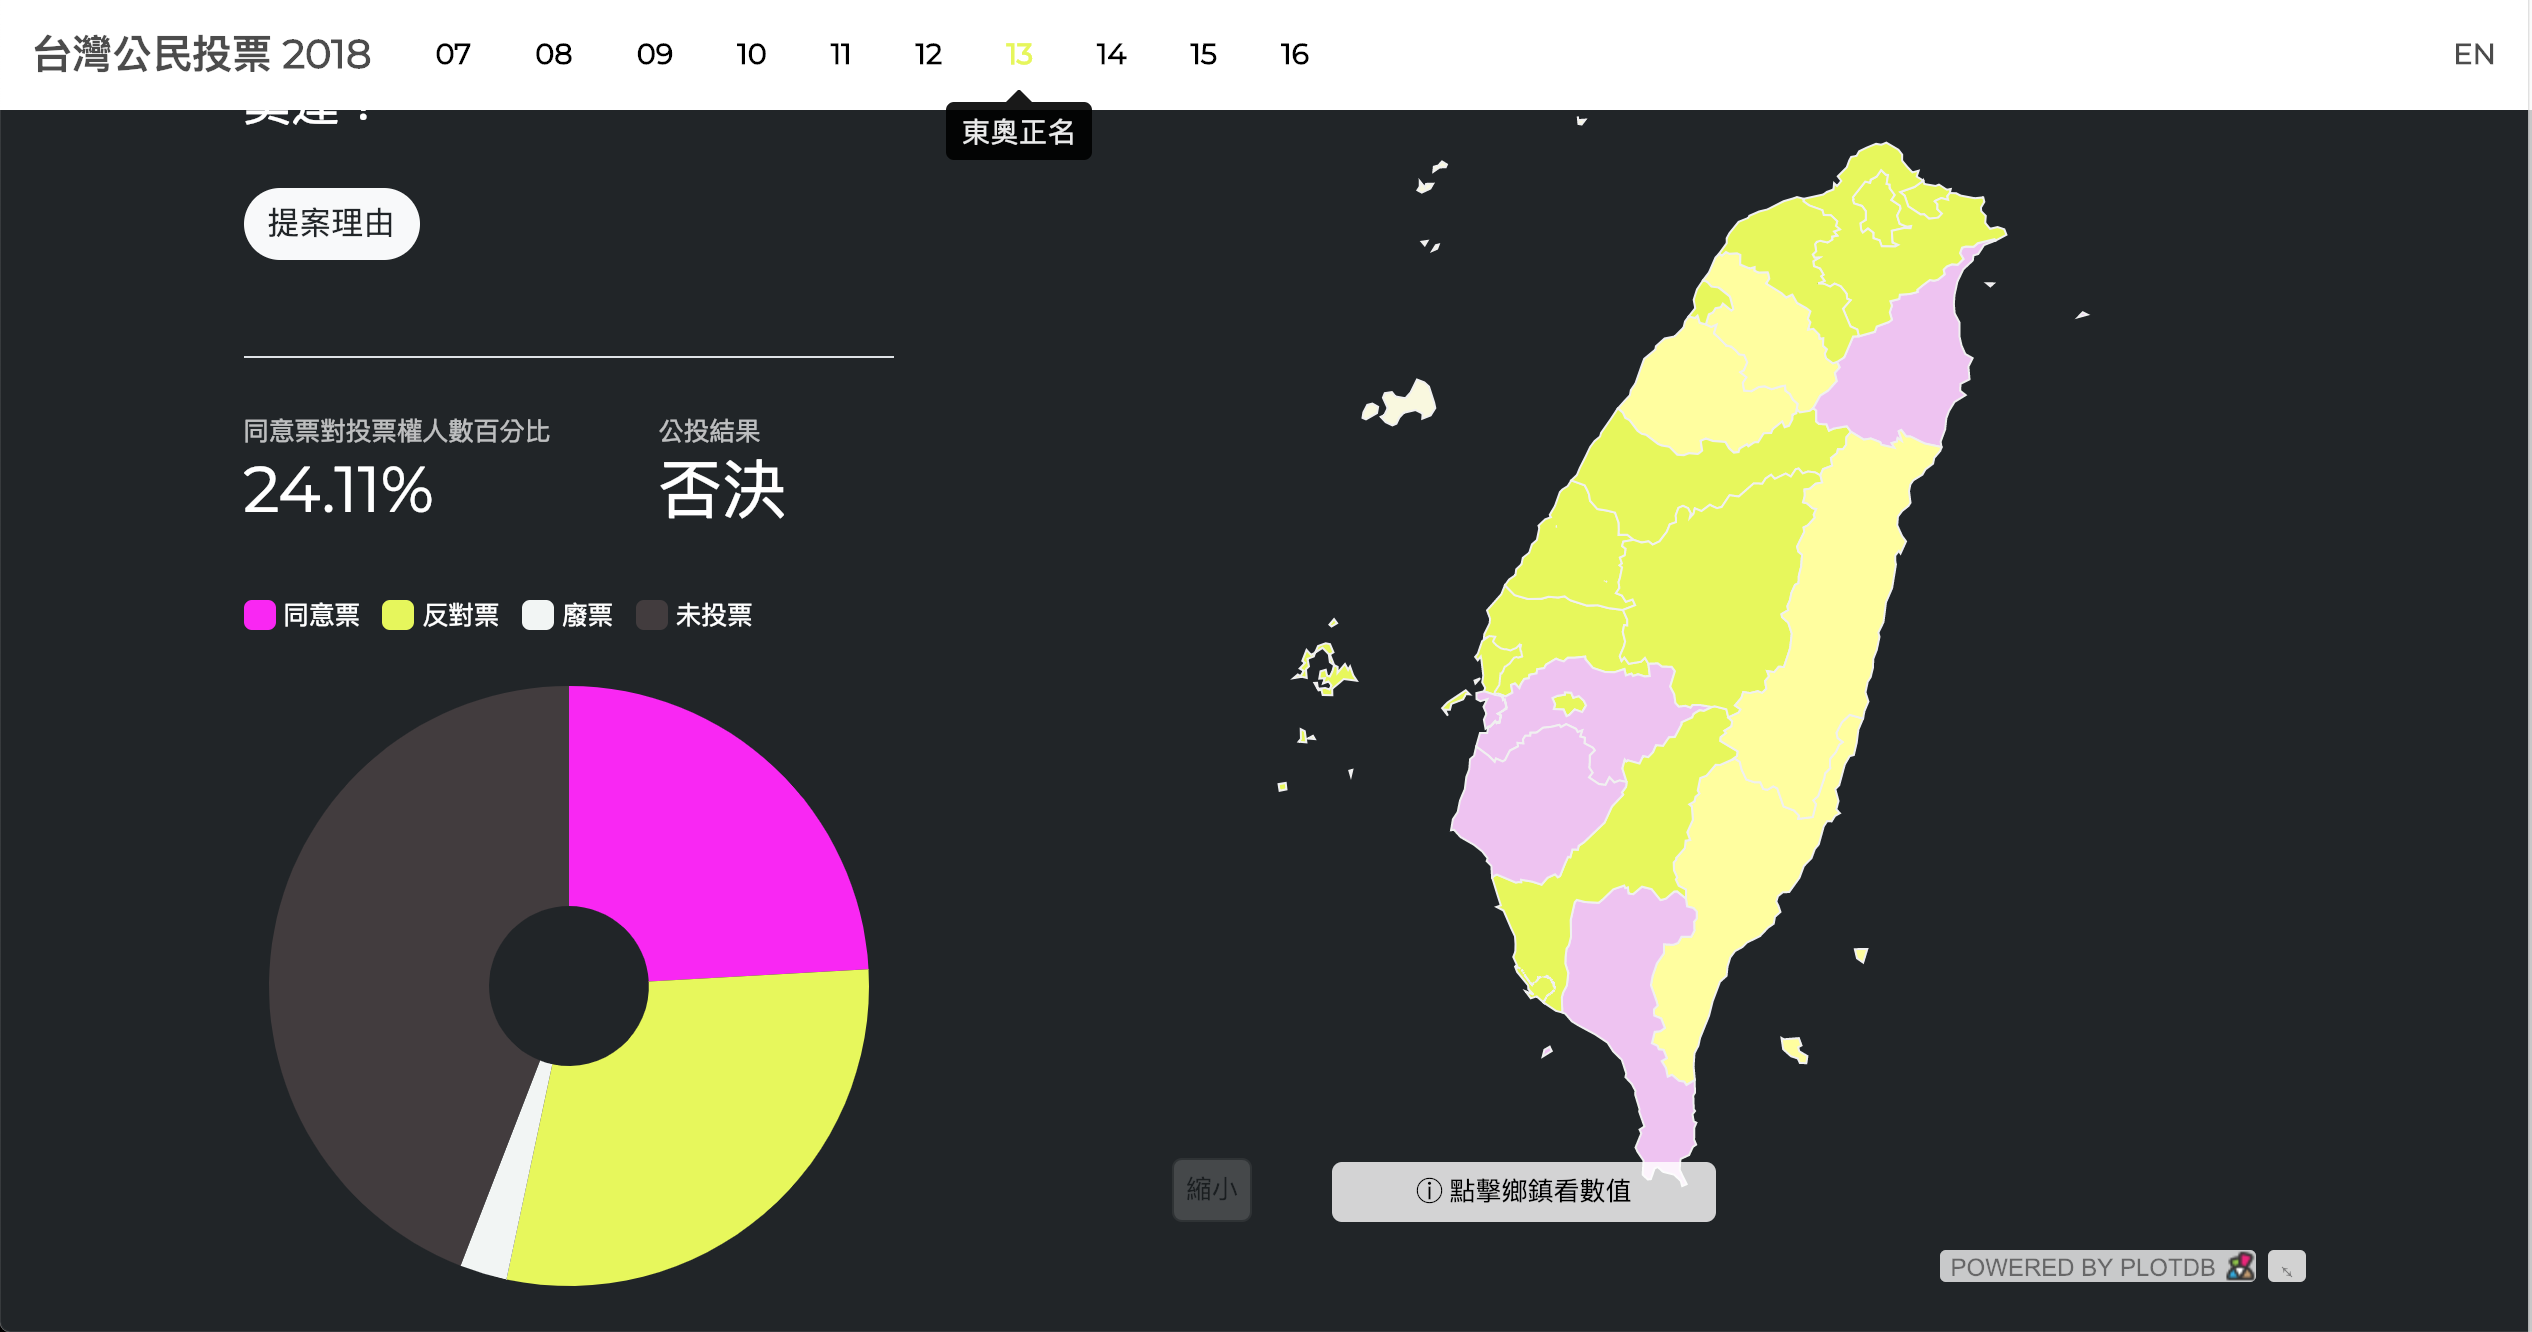 台灣公民投票 2018
07 08 09 10 11 12 13 14 15 16
EN
東奧正名
提案理由
同意票對投票權人數百分比
24.11%
公投結果
否決
同意票 反對票 廢票 未投票
縮小
ⓘ 點擊鄉鎮看數值
POWERED BY PLOTDB